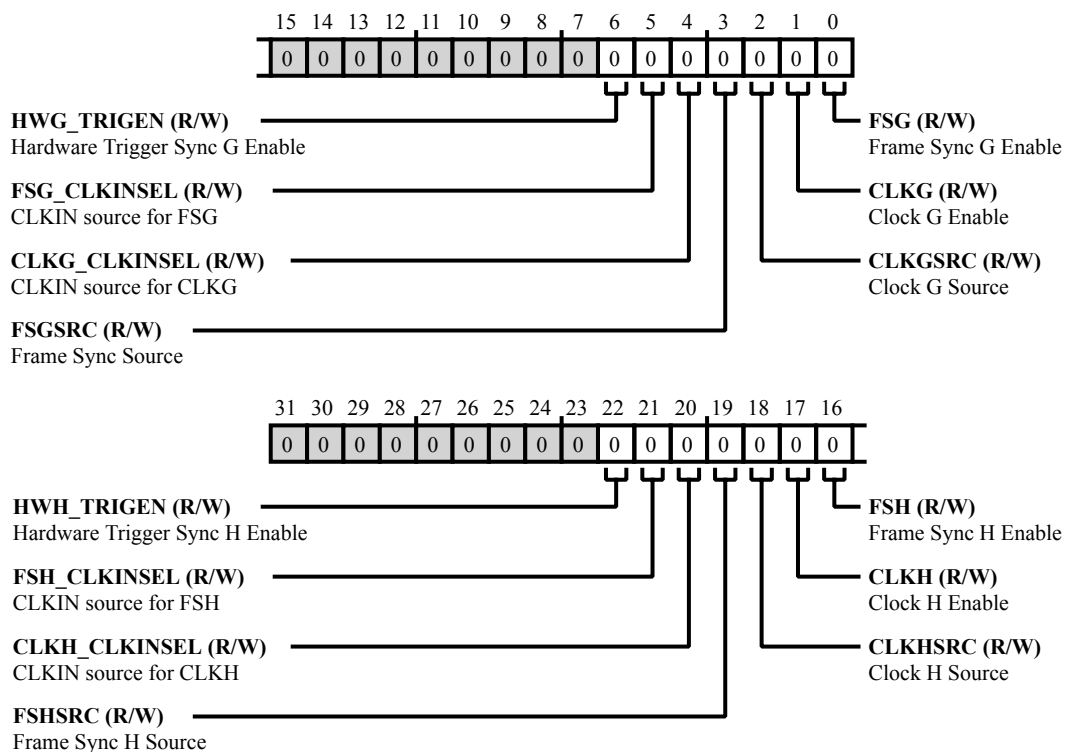 15 14 13 12 11 10 9 8 7 6 5 4 3 2 1 0
0 0 0 0 0 0 0 0 0 0 0 0 0 0 0 0
HWG_TRIGEN (R/W)
Hardware Trigger Sync G Enable
FSG_CLKINSEL (R/W)
CLKIN source for FSG
CLKG_CLKINSEL (R/W)
CLKIN source for CLKG
FSGSRC (R/W)
Frame Sync Source
FSG (R/W)
Frame Sync G Enable
CLKG (R/W)
Clock G Enable
CLKGSRC (R/W)
Clock G Source
31 30 29 28 27 26 25 24 23 22 21 20 19 18 17 16
0 0 0 0 0 0 0 0 0 0 0 0 0 0 0 0
HWH_TRIGEN (R/W)
Hardware Trigger Sync H Enable
FSH_CLKINSEL (R/W)
CLKIN source for FSH
CLKH_CLKINSEL (R/W)
CLKIN source for CLKH
FSHSRC (R/W)
Frame Sync H Source
FSH (R/W)
Frame Sync H Enable
CLKH (R/W)
Clock H Enable
CLKHSRC (R/W)
Clock H Source